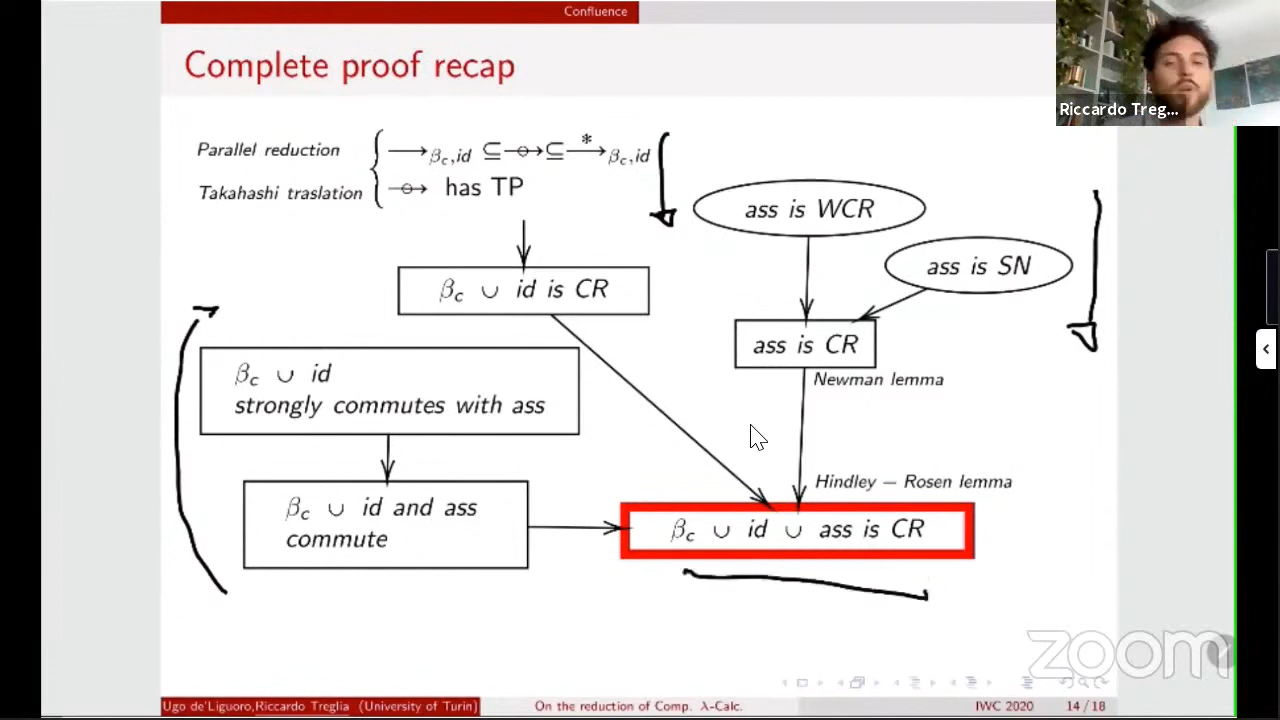 Confluence
Complete proof recap
Riccardo Treg...
Parallel reduction
Takahashi traslation
⟶βc,id ⊆ -o→ ⊆ ⟶*βc,id
-o→ has TP
ass is WCR
ass is SN
βc ∪ id is CR
ass is CR
Newman lemma
βc ∪ id
strongly commutes with ass
Hindley – Rosen lemma
βc ∪ id and ass
commute
βc ∪ id ∪ ass is CR
zoom
Ugo de'Liguoro,Riccardo Treglia (University of Turin)
On the reduction of Comp. λ-Calc.
IWC 2020
14 / 18